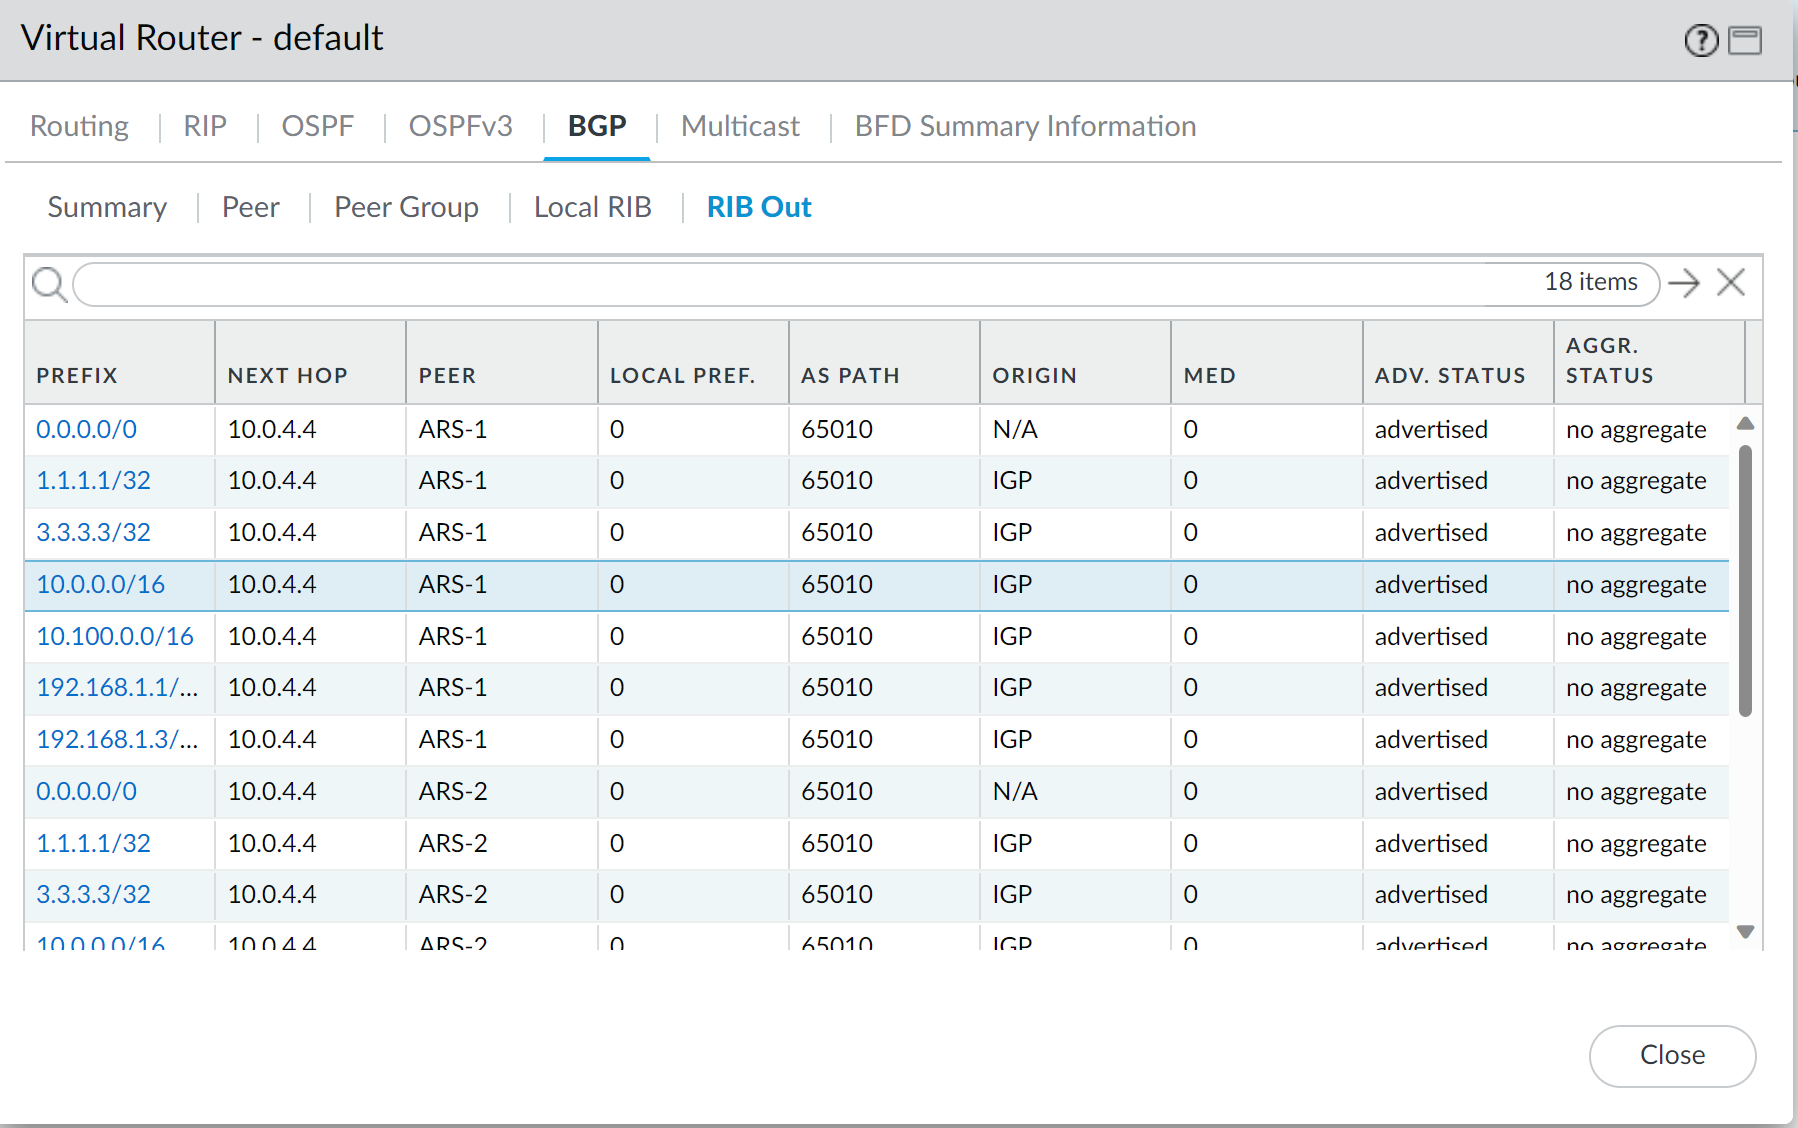 Virtual Router - default
Routing RIP OSPF OSPFv3 BGP Multicast BFD Summary Information
Summary Peer Peer Group Local RIB RIB Out
18 items
PREFIX NEXT HOP PEER LOCAL PREF. AS PATH ORIGIN MED ADV. STATUS AGGR. STATUS
0.0.0.0/0 10.0.4.4 ARS-1 0 65010 N/A 0 advertised no aggregate
1.1.1.1/32 10.0.4.4 ARS-1 0 65010 IGP 0 advertised no aggregate
3.3.3.3/32 10.0.4.4 ARS-1 0 65010 IGP 0 advertised no aggregate
10.0.0.0/16 10.0.4.4 ARS-1 0 65010 IGP 0 advertised no aggregate
10.100.0.0/16 10.0.4.4 ARS-1 0 65010 IGP 0 advertised no aggregate
192.168.1.1/... 10.0.4.4 ARS-1 0 65010 IGP 0 advertised no aggregate
192.168.1.3/... 10.0.4.4 ARS-1 0 65010 IGP 0 advertised no aggregate
0.0.0.0/0 10.0.4.4 ARS-2 0 65010 N/A 0 advertised no aggregate
1.1.1.1/32 10.0.4.4 ARS-2 0 65010 IGP 0 advertised no aggregate
3.3.3.3/32 10.0.4.4 ARS-2 0 65010 IGP 0 advertised no aggregate
10.0.0.0/16 10.0.4.4 ARS-2 0 65010 IGP 0 advertised no aggregate
Close